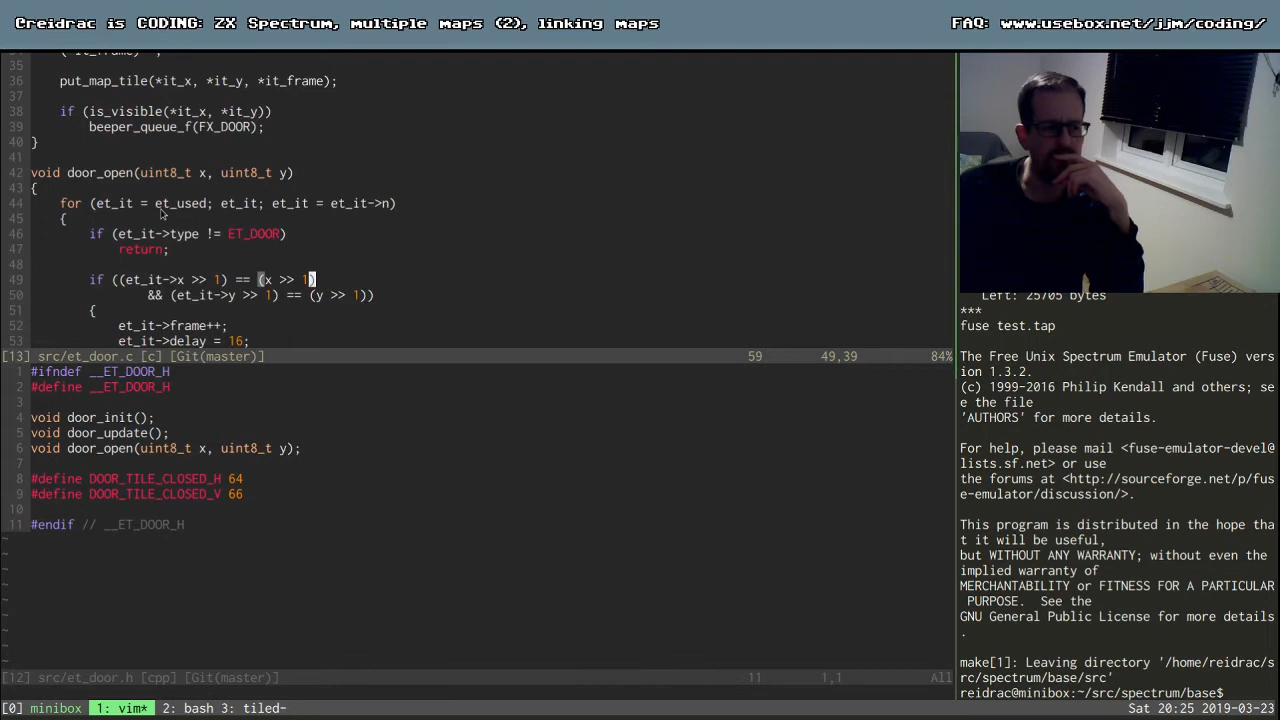 Creidrac is CODING: ZX Spectrum, multiple maps (2), linking maps
FAQ: www.usebox.net/jjm/coding/
35
36 put_map_tile(*it_x, *it_y, *it_frame);
37
38 if (is_visible(*it_x, *it_y))
39 beeper_queue_f(FX_DOOR);
40 }
41
42 void door_open(uint8_t x, uint8_t y)
43 {
44 for (et_it = et_used; et_it; et_it = et_it->n)
45 {
46 if (et_it->type != ET_DOOR)
47 return;
48
49 if ((et_it->x >> 1) == (x >> 1)
50 && (et_it->y >> 1) == (y >> 1))
51 {
52 et_it->frame++;
53 et_it->delay = 16;
[13] src/et_door.c [c] [Git(master)] 59 49,39 84%
1 #ifndef __ET_DOOR_H
2 #define __ET_DOOR_H
3
4 void door_init();
5 void door_update();
6 void door_open(uint8_t x, uint8_t y);
7
8 #define DOOR_TILE_CLOSED_H 64
9 #define DOOR_TILE_CLOSED_V 66
10
11 #endif // __ET_DOOR_H
~
~
~
~
~
~
~
~
~
[12] src/et_door.h [cpp] [Git(master)] 11 1,1 All
Left: 25705 bytes
***
fuse test.tap
The Free Unix Spectrum Emulator (Fuse) vers
ion 1.3.2.
(c) 1999-2016 Philip Kendall and others; se
e the file
'AUTHORS' for more details.
For help, please mail <fuse-emulator-devel@
lists.sf.net> or use
the forums at <http://sourceforge.net/p/fus
e-emulator/discussion/>.
This program is distributed in the hope tha
t it will be useful,
but WITHOUT ANY WARRANTY; without even the
implied warranty of
MERCHANTABILITY or FITNESS FOR A PARTICULAR
PURPOSE. See the
GNU General Public License for more details
.
make[1]: Leaving directory '/home/reidrac/s
rc/spectrum/base/src'
reidrac@minibox:~/src/spectrum/base$
[0] minibox 1: vim* 2: bash 3: tiled- Sat 20:25 2019-03-23